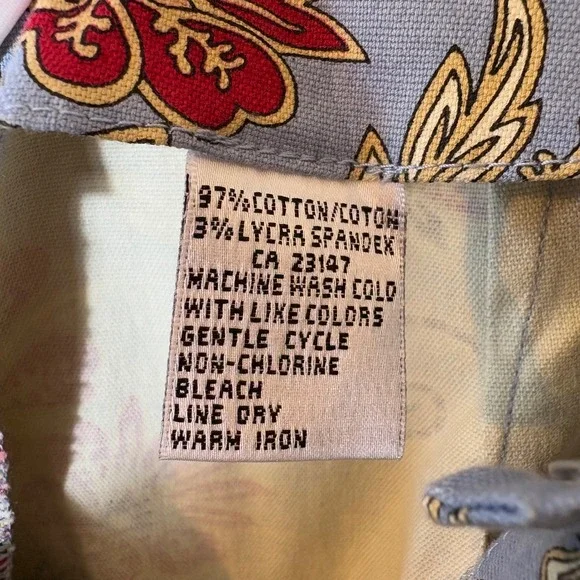 97% COTTON/COTON
3% LYCRA SPANDEX
CA 23147
MACHINE WASH COLD
WITH LIKE COLORS
GENTLE CYCLE
NON-CHLORINE
BLEACH
LINE DRY
WARM IRON